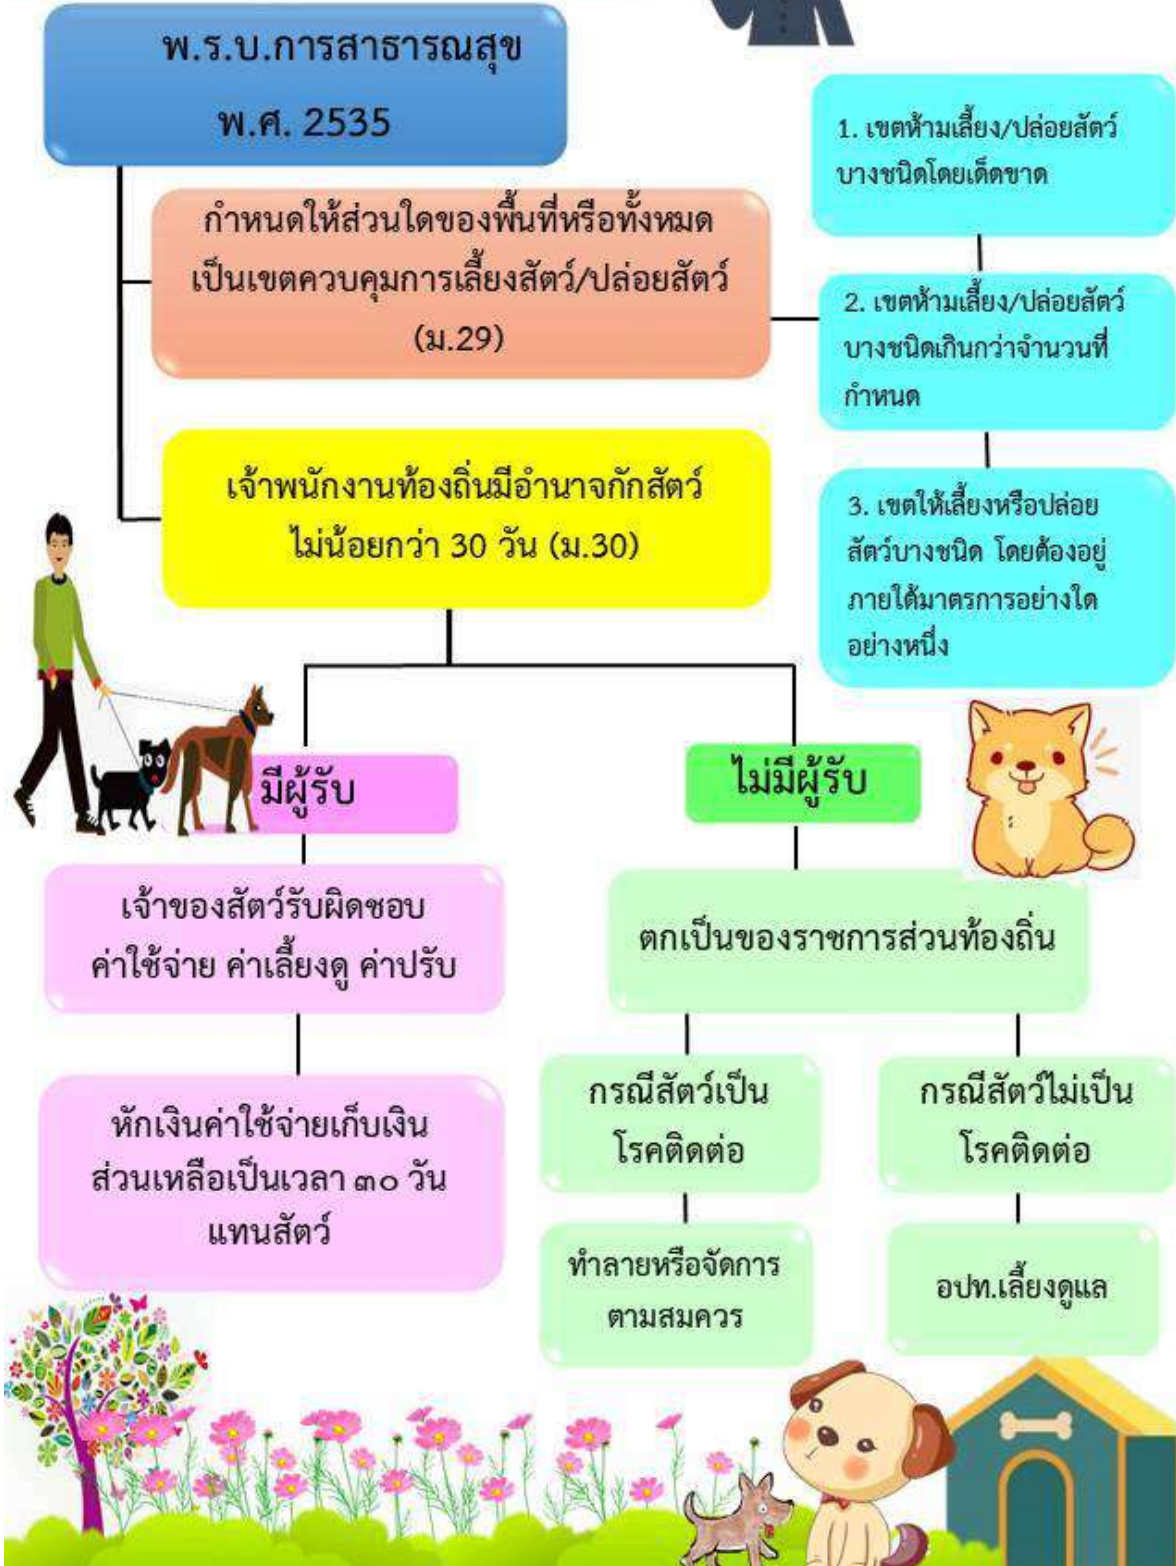 พ.ร.บ.การสาธารณสุข
พ.ศ. 2535
กำหนดให้ส่วนใดของพื้นที่หรือทั้งหมด
เป็นเขตควบคุมการเลี้ยงสัตว์/ปล่อยสัตว์
(ม.29)
1. เขตห้ามเลี้ยง/ปล่อยสัตว์
บางชนิดโดยเด็ดขาด
2. เขตห้ามเลี้ยง/ปล่อยสัตว์
บางชนิดเกินกว่าจำนวนที่
กำหนด
3. เขตให้เลี้ยงหรือปล่อย
สัตว์บางชนิด โดยต้องอยู่
ภายใต้มาตรการอย่างใด
อย่างหนึ่ง
เจ้าพนักงานท้องถิ่นมีอำนาจกักสัตว์
ไม่น้อยกว่า 30 วัน (ม.30)
มีผู้รับ
เจ้าของสัตว์รับผิดชอบ
ค่าใช้จ่าย ค่าเลี้ยงดู ค่าปรับ
หักเงินค่าใช้จ่ายเก็บเงิน
ส่วนเหลือเป็นเวลา ๓๐ วัน
แทนสัตว์
ไม่มีผู้รับ
ตกเป็นของราชการส่วนท้องถิ่น
กรณีสัตว์เป็น
โรคติดต่อ
ทำลายหรือจัดการ
ตามสมควร
กรณีสัตว์ไม่เป็น
โรคติดต่อ
อปท.เลี้ยงดูแล